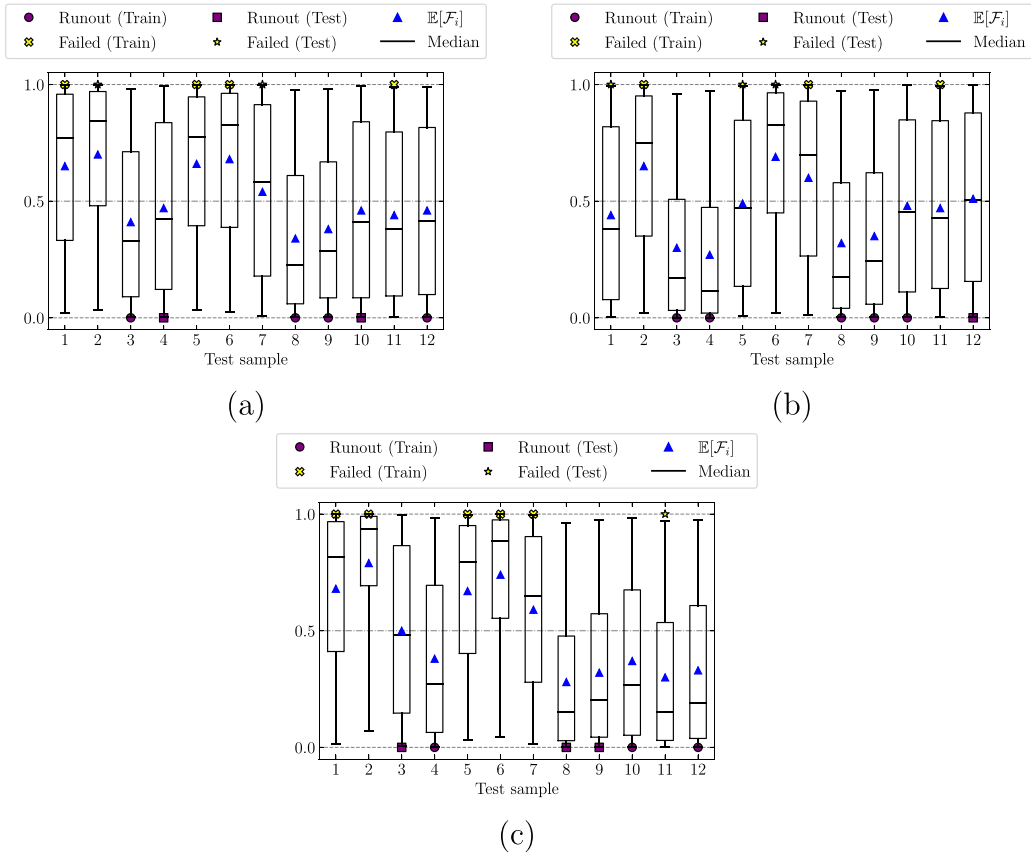 Runout (Train) Runout (Test) 𝔼[ℱᵢ]
Failed (Train) Failed (Test) Median
1.0
0.5
0.0
1 2 3 4 5 6 7 8 9 10 11 12
Test sample
(a)
Runout (Train) Runout (Test) 𝔼[ℱᵢ]
Failed (Train) Failed (Test) Median
1.0
0.5
0.0
1 2 3 4 5 6 7 8 9 10 11 12
Test sample
(b)
Runout (Train) Runout (Test) 𝔼[ℱᵢ]
Failed (Train) Failed (Test) Median
1.0
0.5
0.0
1 2 3 4 5 6 7 8 9 10 11 12
Test sample
(c)